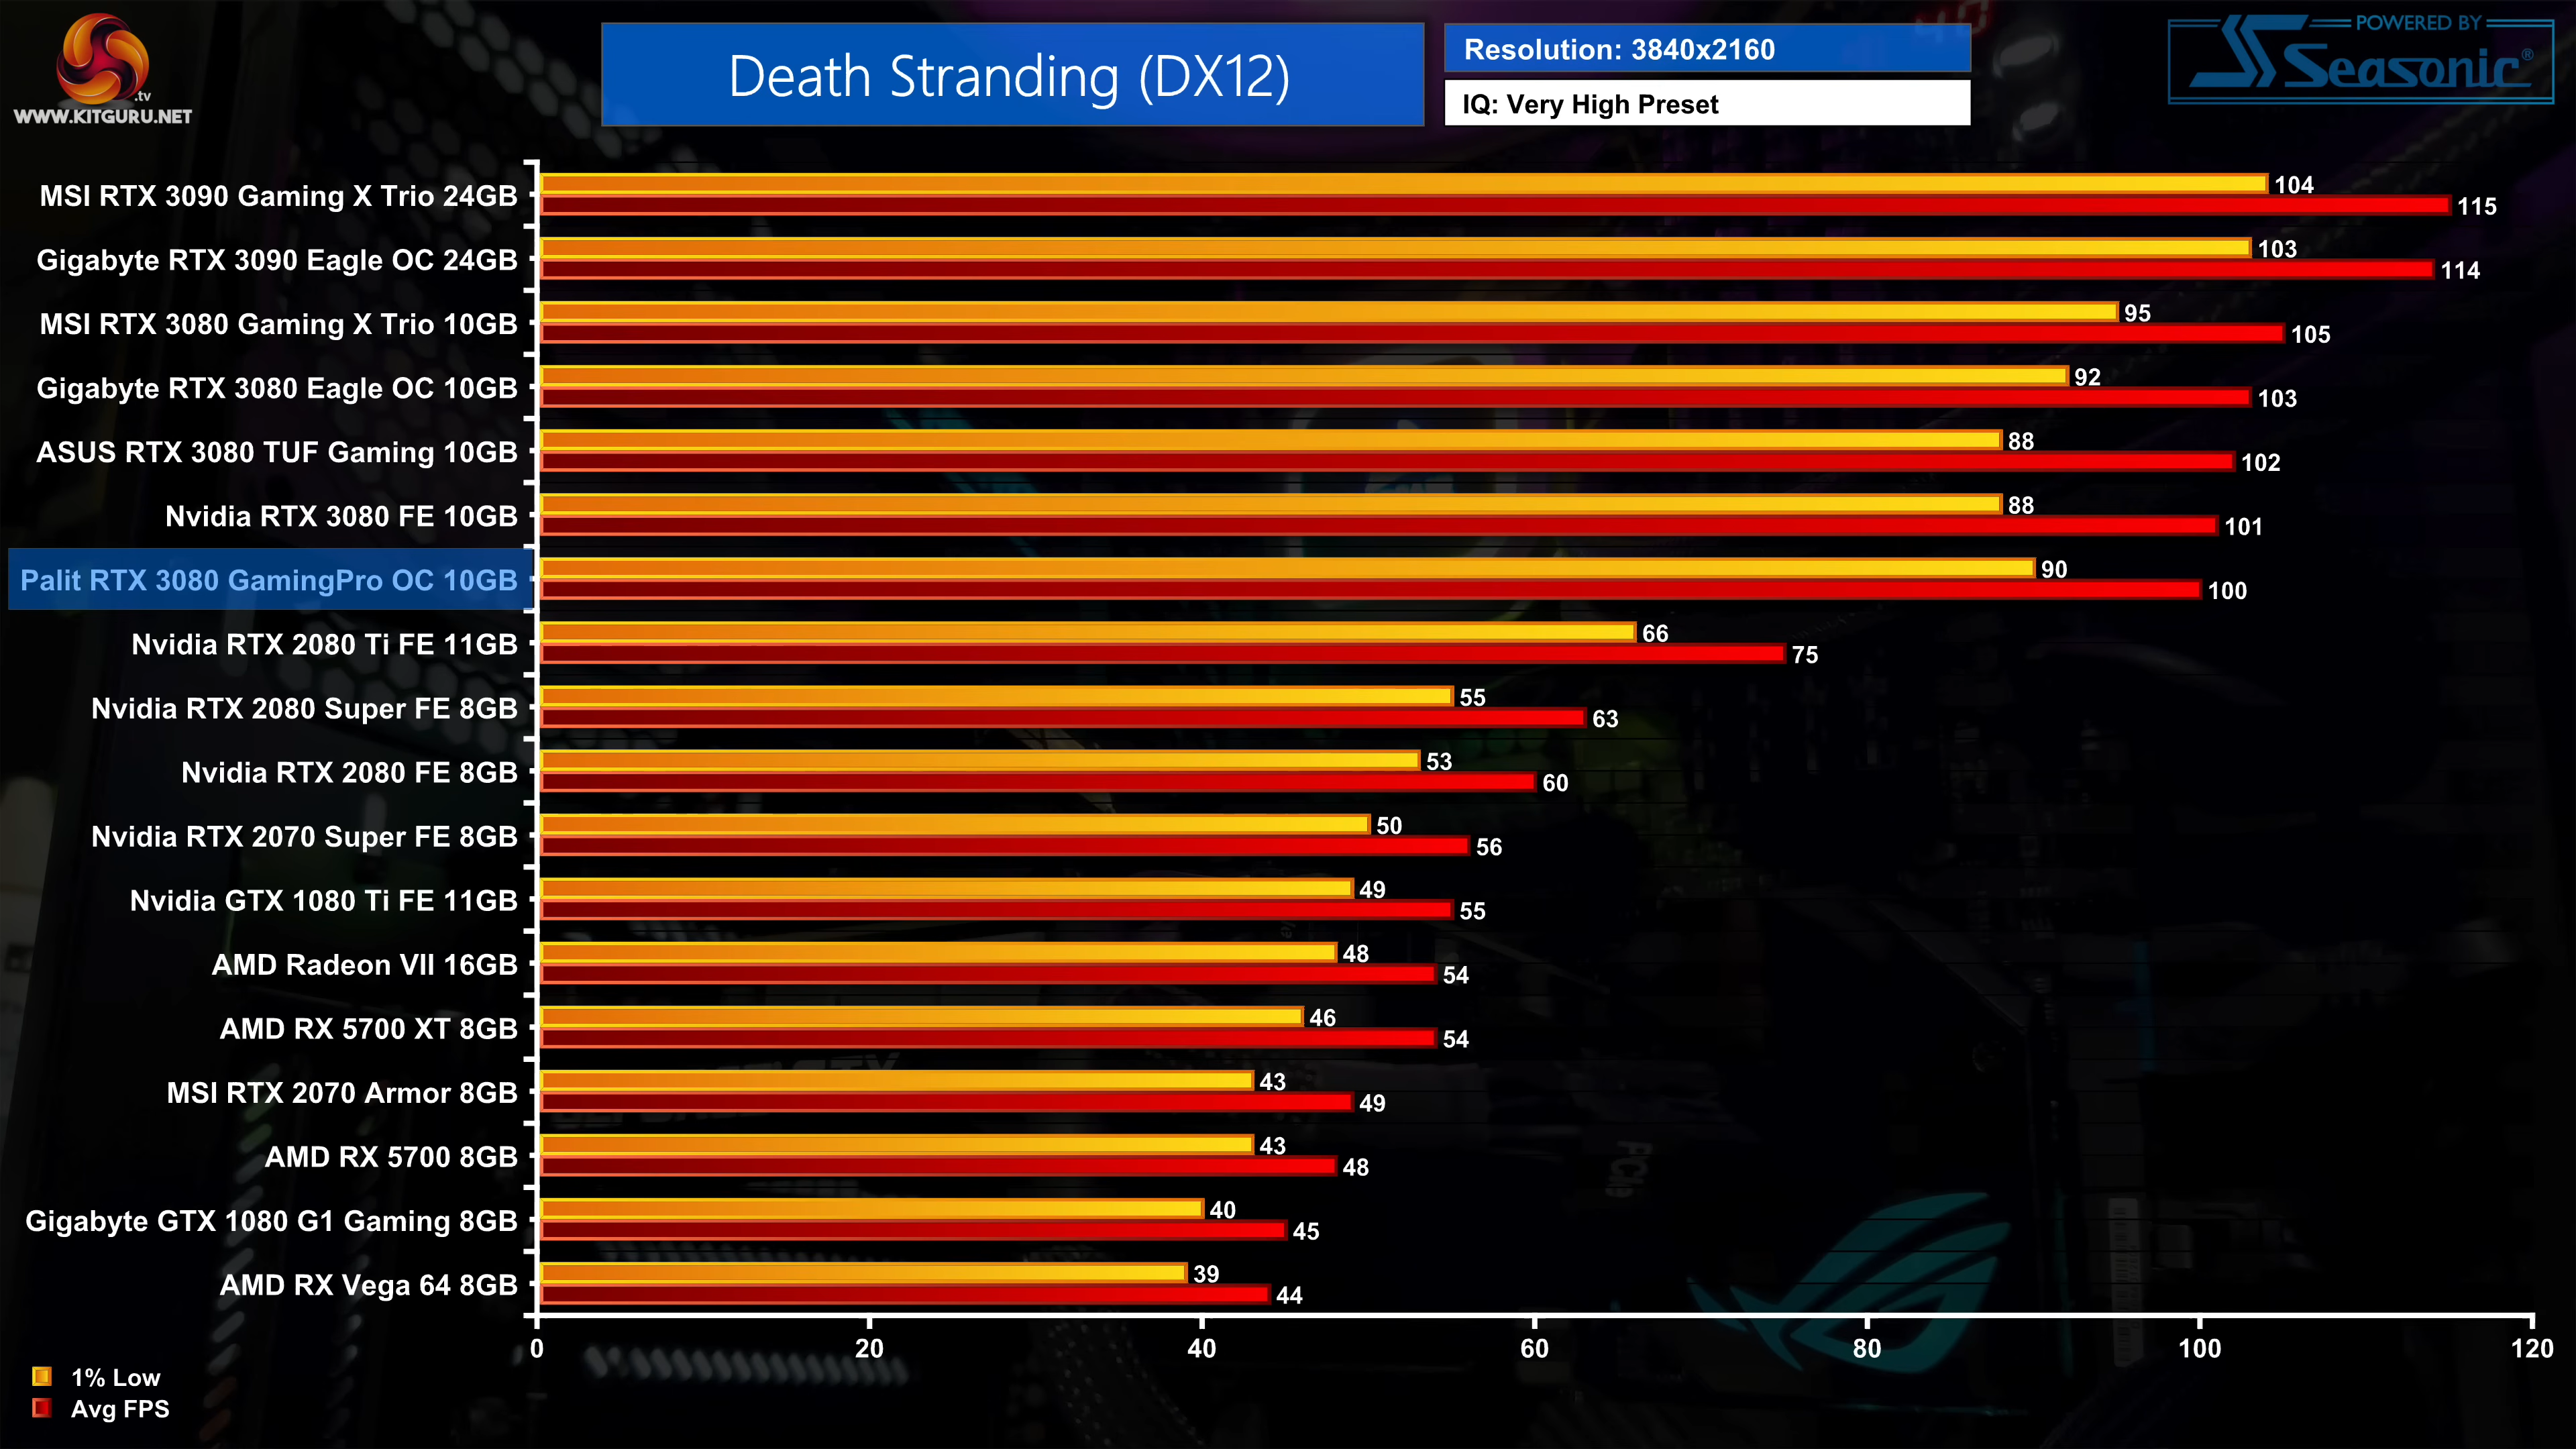 .tv
WWW.KITGURU.NET
Death Stranding (DX12)
Resolution: 3840x2160
IQ: Very High Preset
POWERED BY
Seasonic®
MSI RTX 3090 Gaming X Trio 24GB
104
115
Gigabyte RTX 3090 Eagle OC 24GB
103
114
MSI RTX 3080 Gaming X Trio 10GB
95
105
Gigabyte RTX 3080 Eagle OC 10GB
92
103
ASUS RTX 3080 TUF Gaming 10GB
88
102
Nvidia RTX 3080 FE 10GB
88
101
Palit RTX 3080 GamingPro OC 10GB
90
100
Nvidia RTX 2080 Ti FE 11GB
66
75
Nvidia RTX 2080 Super FE 8GB
55
63
Nvidia RTX 2080 FE 8GB
53
60
Nvidia RTX 2070 Super FE 8GB
50
56
Nvidia GTX 1080 Ti FE 11GB
49
55
AMD Radeon VII 16GB
48
54
AMD RX 5700 XT 8GB
46
54
MSI RTX 2070 Armor 8GB
43
49
AMD RX 5700 8GB
43
48
Gigabyte GTX 1080 G1 Gaming 8GB
40
45
AMD RX Vega 64 8GB
39
44
0 20 40 60 80 100 120
1% Low
Avg FPS